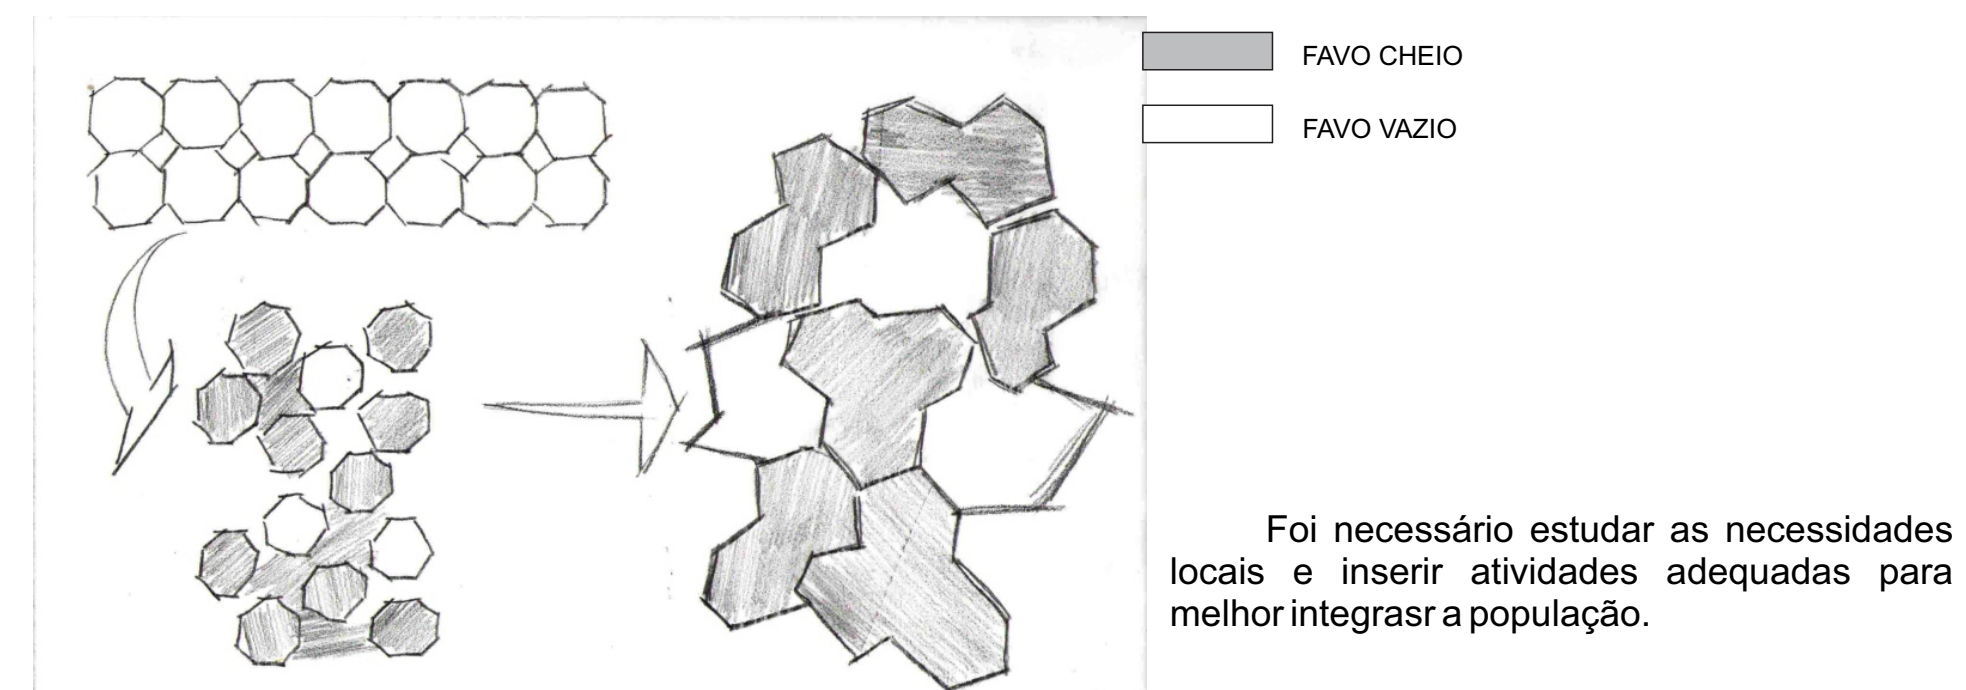 FAVO CHEIO
FAVO VAZIO
Foi necessário estudar as necessidades
locais e inserir atividades adequadas para
melhor integrasr a população.